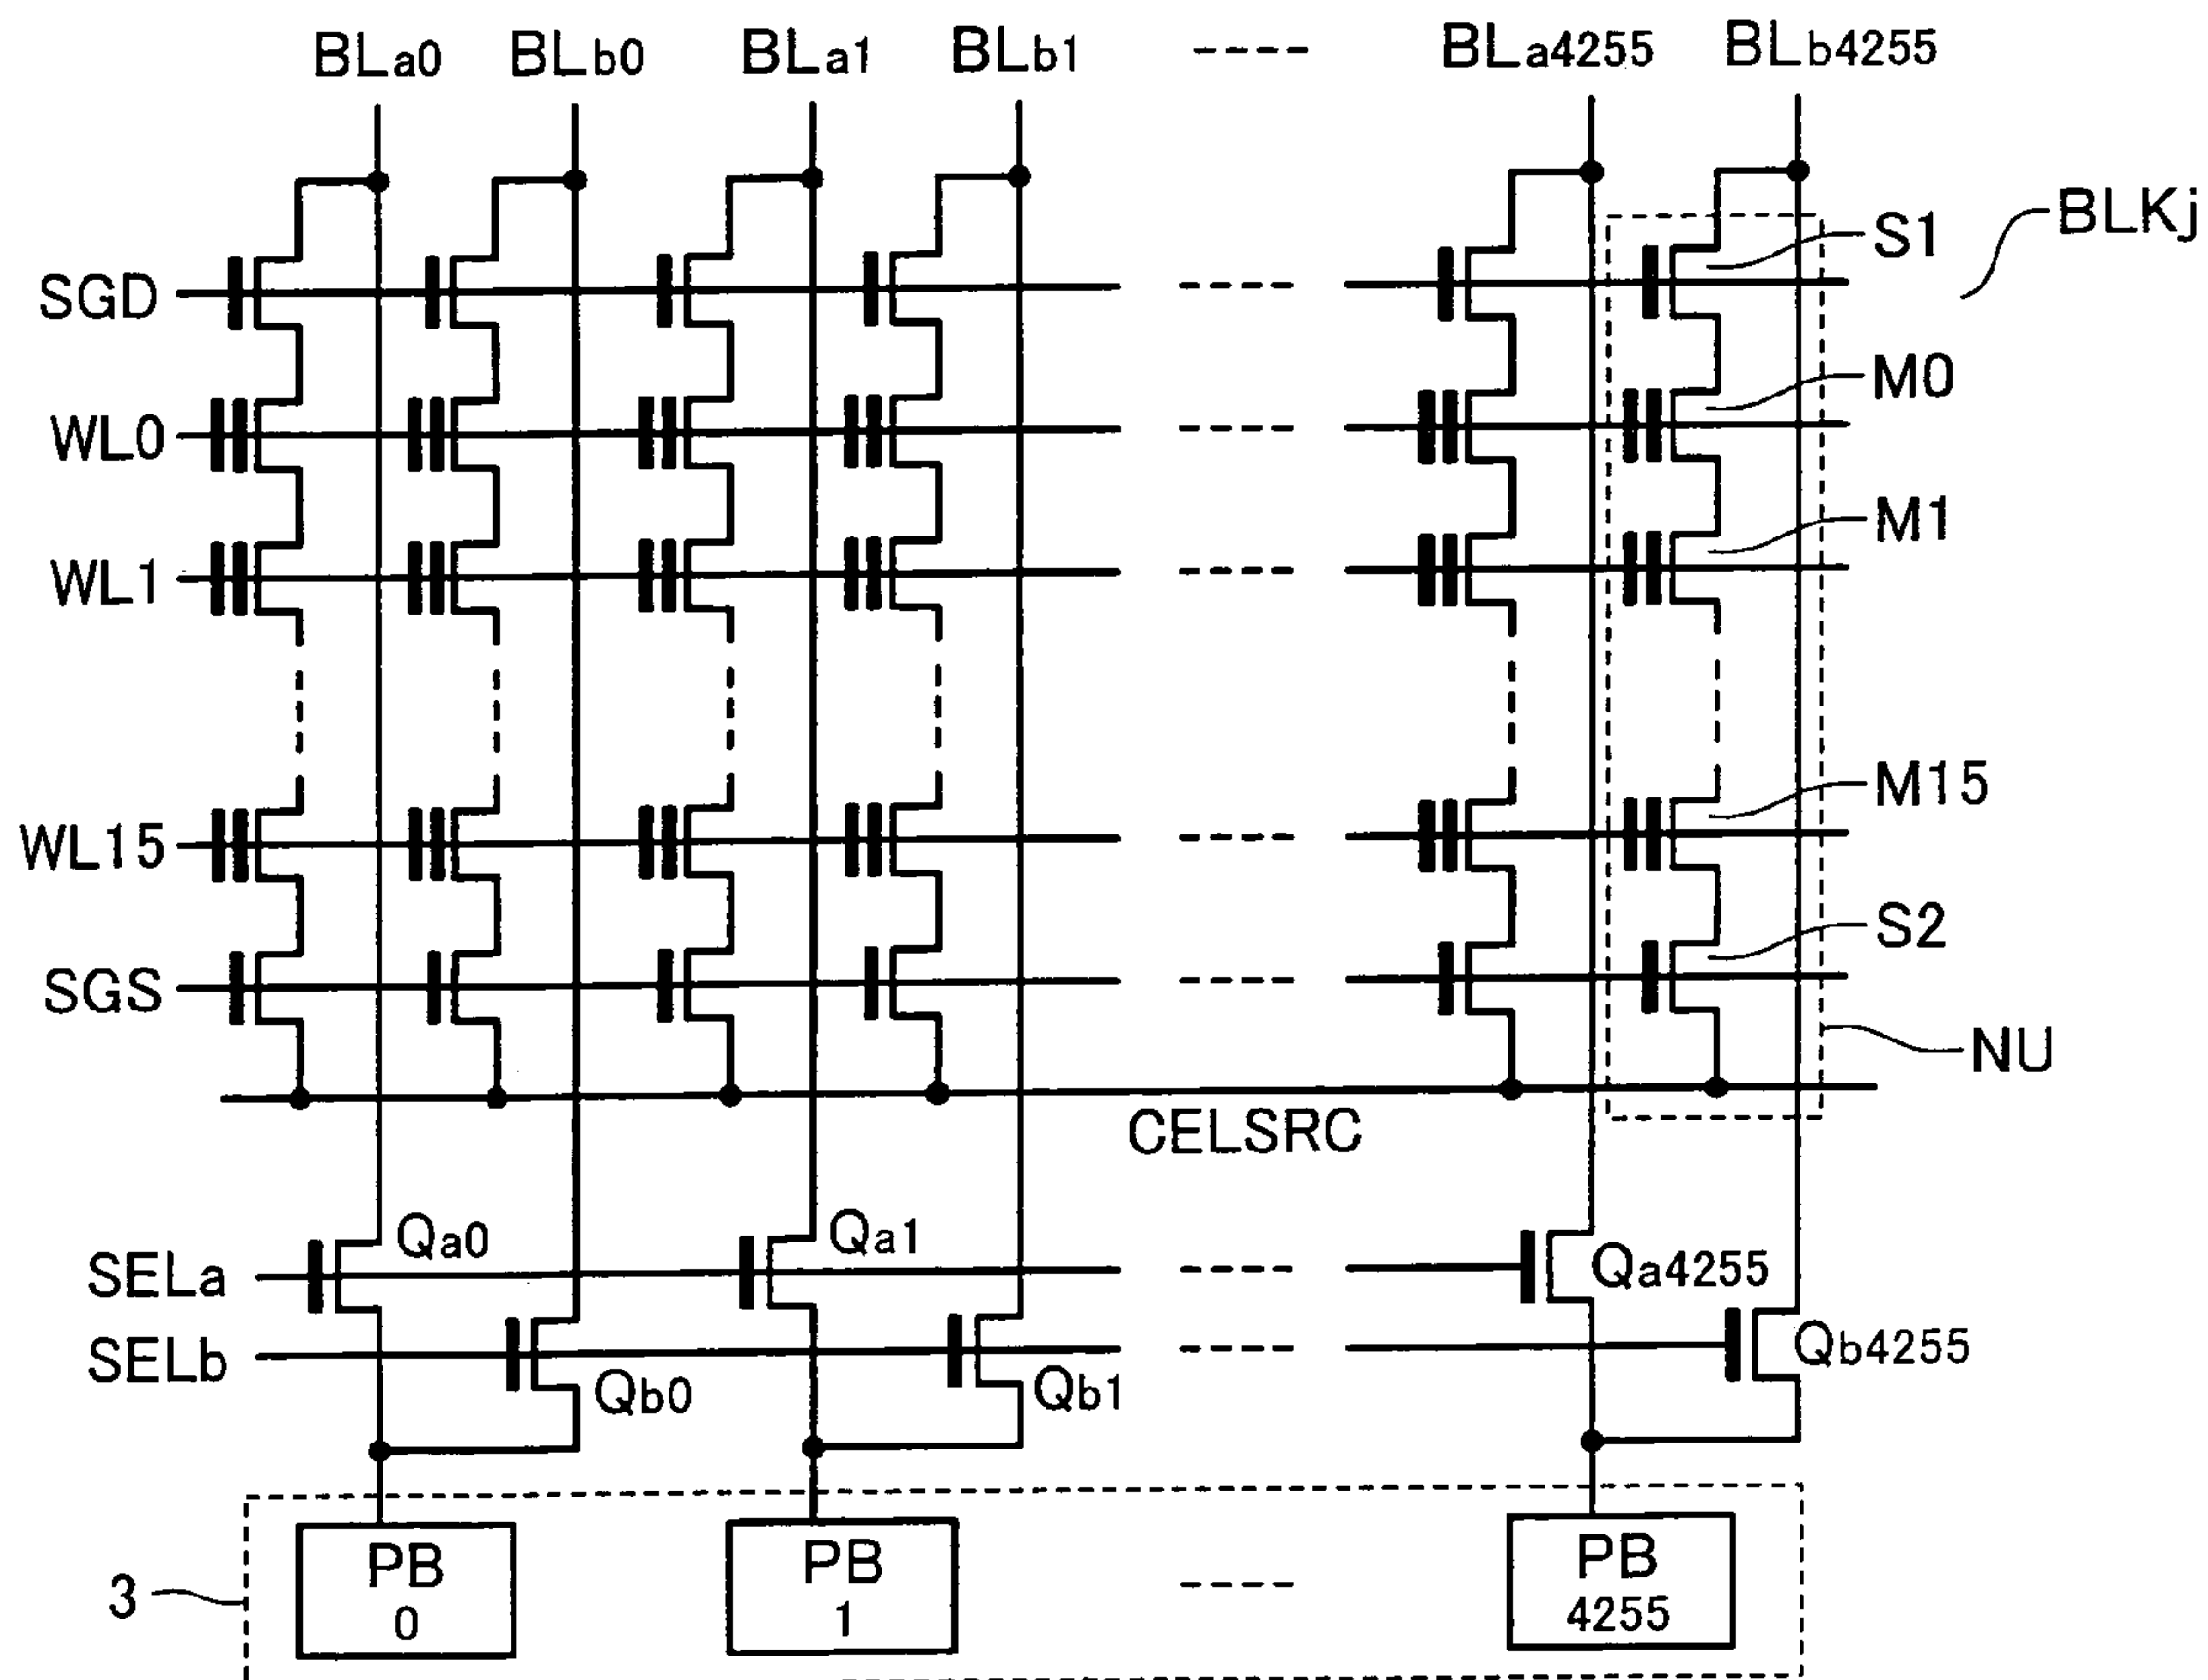 BLa0 BLb0 BLa1 BLb1 ---- BLa4255 BLb4255
BLKj
S1
SGD ----
M0
WL0 ----
M1
WL1 ----
M15
WL15 ----
S2
SGS ----
NU
CELSRC
Qa0 Qa1
SELa ---- Qa4255
SELb ---- Qb4255
Qb0 Qb1
3
PB PB PB
0 1 ---- 4255